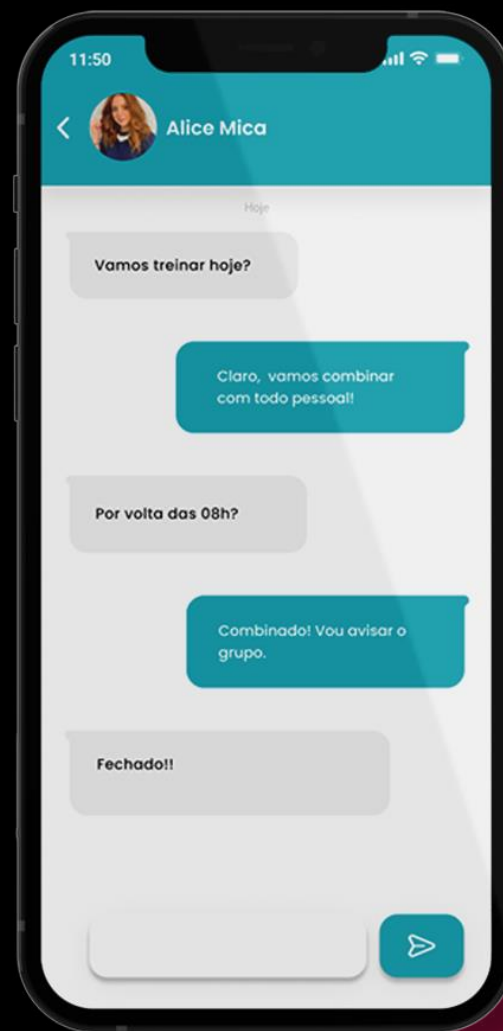 11:50
Alice Mica
Hoje
Vamos treinar hoje?
Claro, vamos combinar
com todo pessoal!
Por volta das 08h?
Combinado! Vou avisar o
grupo.
Fechado!!